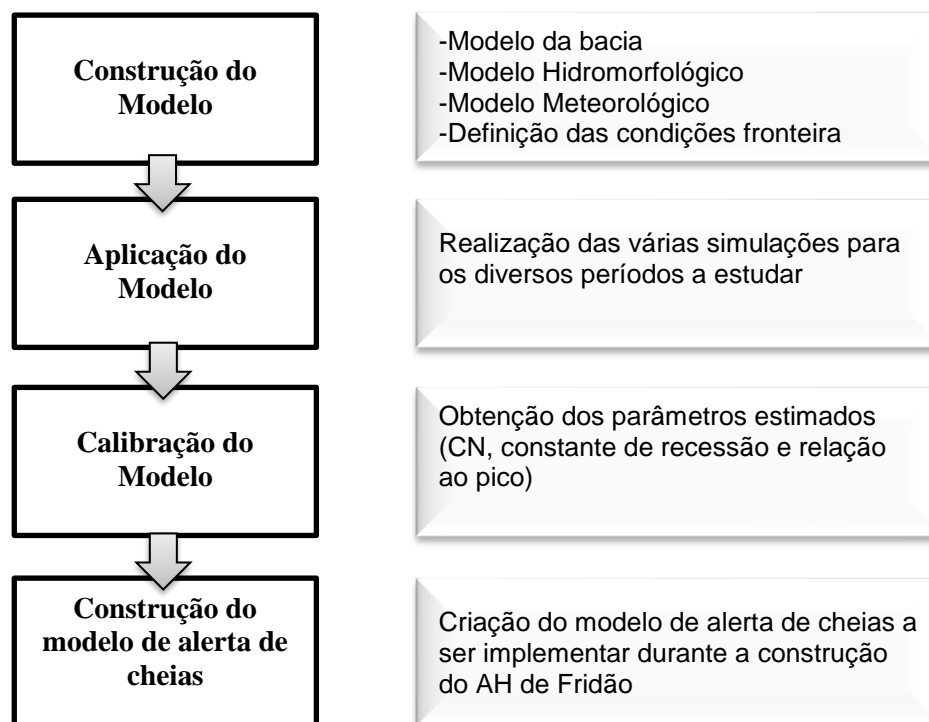 Construção do
Modelo
-Modelo da bacia
-Modelo Hidromorfológico
-Modelo Meteorológico
-Definição das condições fronteira
Aplicação do
Modelo
Realização das várias simulações para
os diversos períodos a estudar
Calibração do
Modelo
Obtenção dos parâmetros estimados
(CN, constante de recessão e relação
ao pico)
Construção do
modelo de alerta de
cheias
Criação do modelo de alerta de cheias a
ser implementar durante a construção
do AH de Fridão